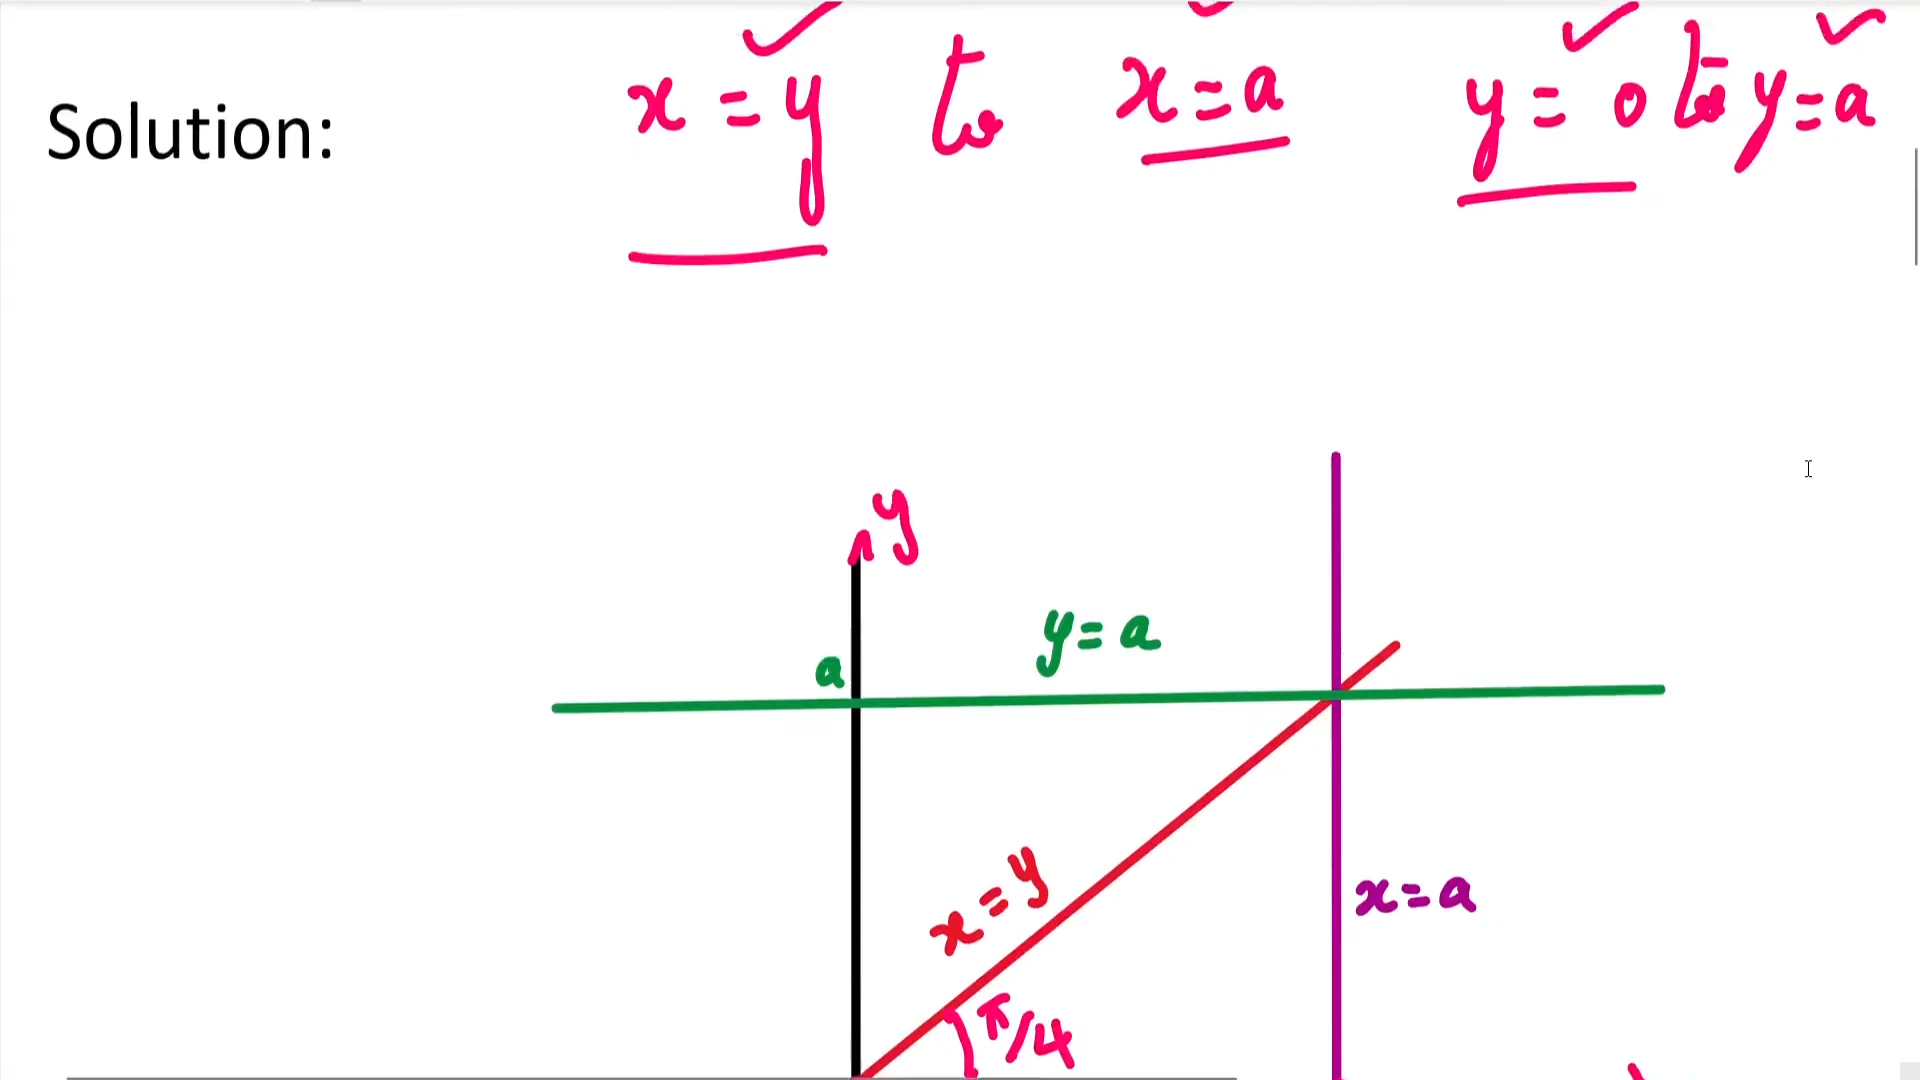 x = y to x = a y = 0 to y = a
Solution:
y
y = a
a
x = y
x = a
π/4